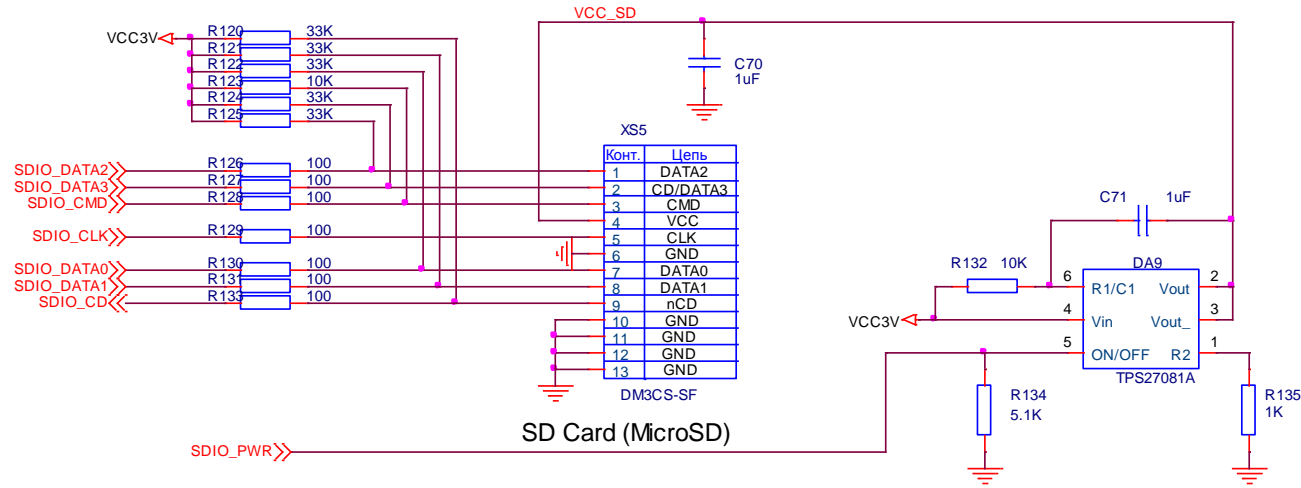 VCC_SD
VCC3V
R120 33K
R121 33K
R122 33K
R123 10K
R124 33K
R125 33K
C70
1uF
XS5
Конт. Цепь
1 DATA2
2 CD/DATA3
3 CMD
4 VCC
5 CLK
6 GND
7 DATA0
8 DATA1
9 nCD
10 GND
11 GND
12 GND
13 GND
DM3CS-SF
SDIO_DATA2 R126 100
SDIO_DATA3 R127 100
SDIO_CMD R128 100
SDIO_CLK R129 100
SDIO_DATA0 R130 100
SDIO_DATA1 R131 100
SDIO_CD R133 100
C71 1uF
R132 10K
DA9
6 R1/C1 Vout 2
VCC3V 4 Vin Vout_ 3
5 ON/OFF R2 1
TPS27081A
R134
5.1K
R135
1K
SD Card (MicroSD)
SDIO_PWR